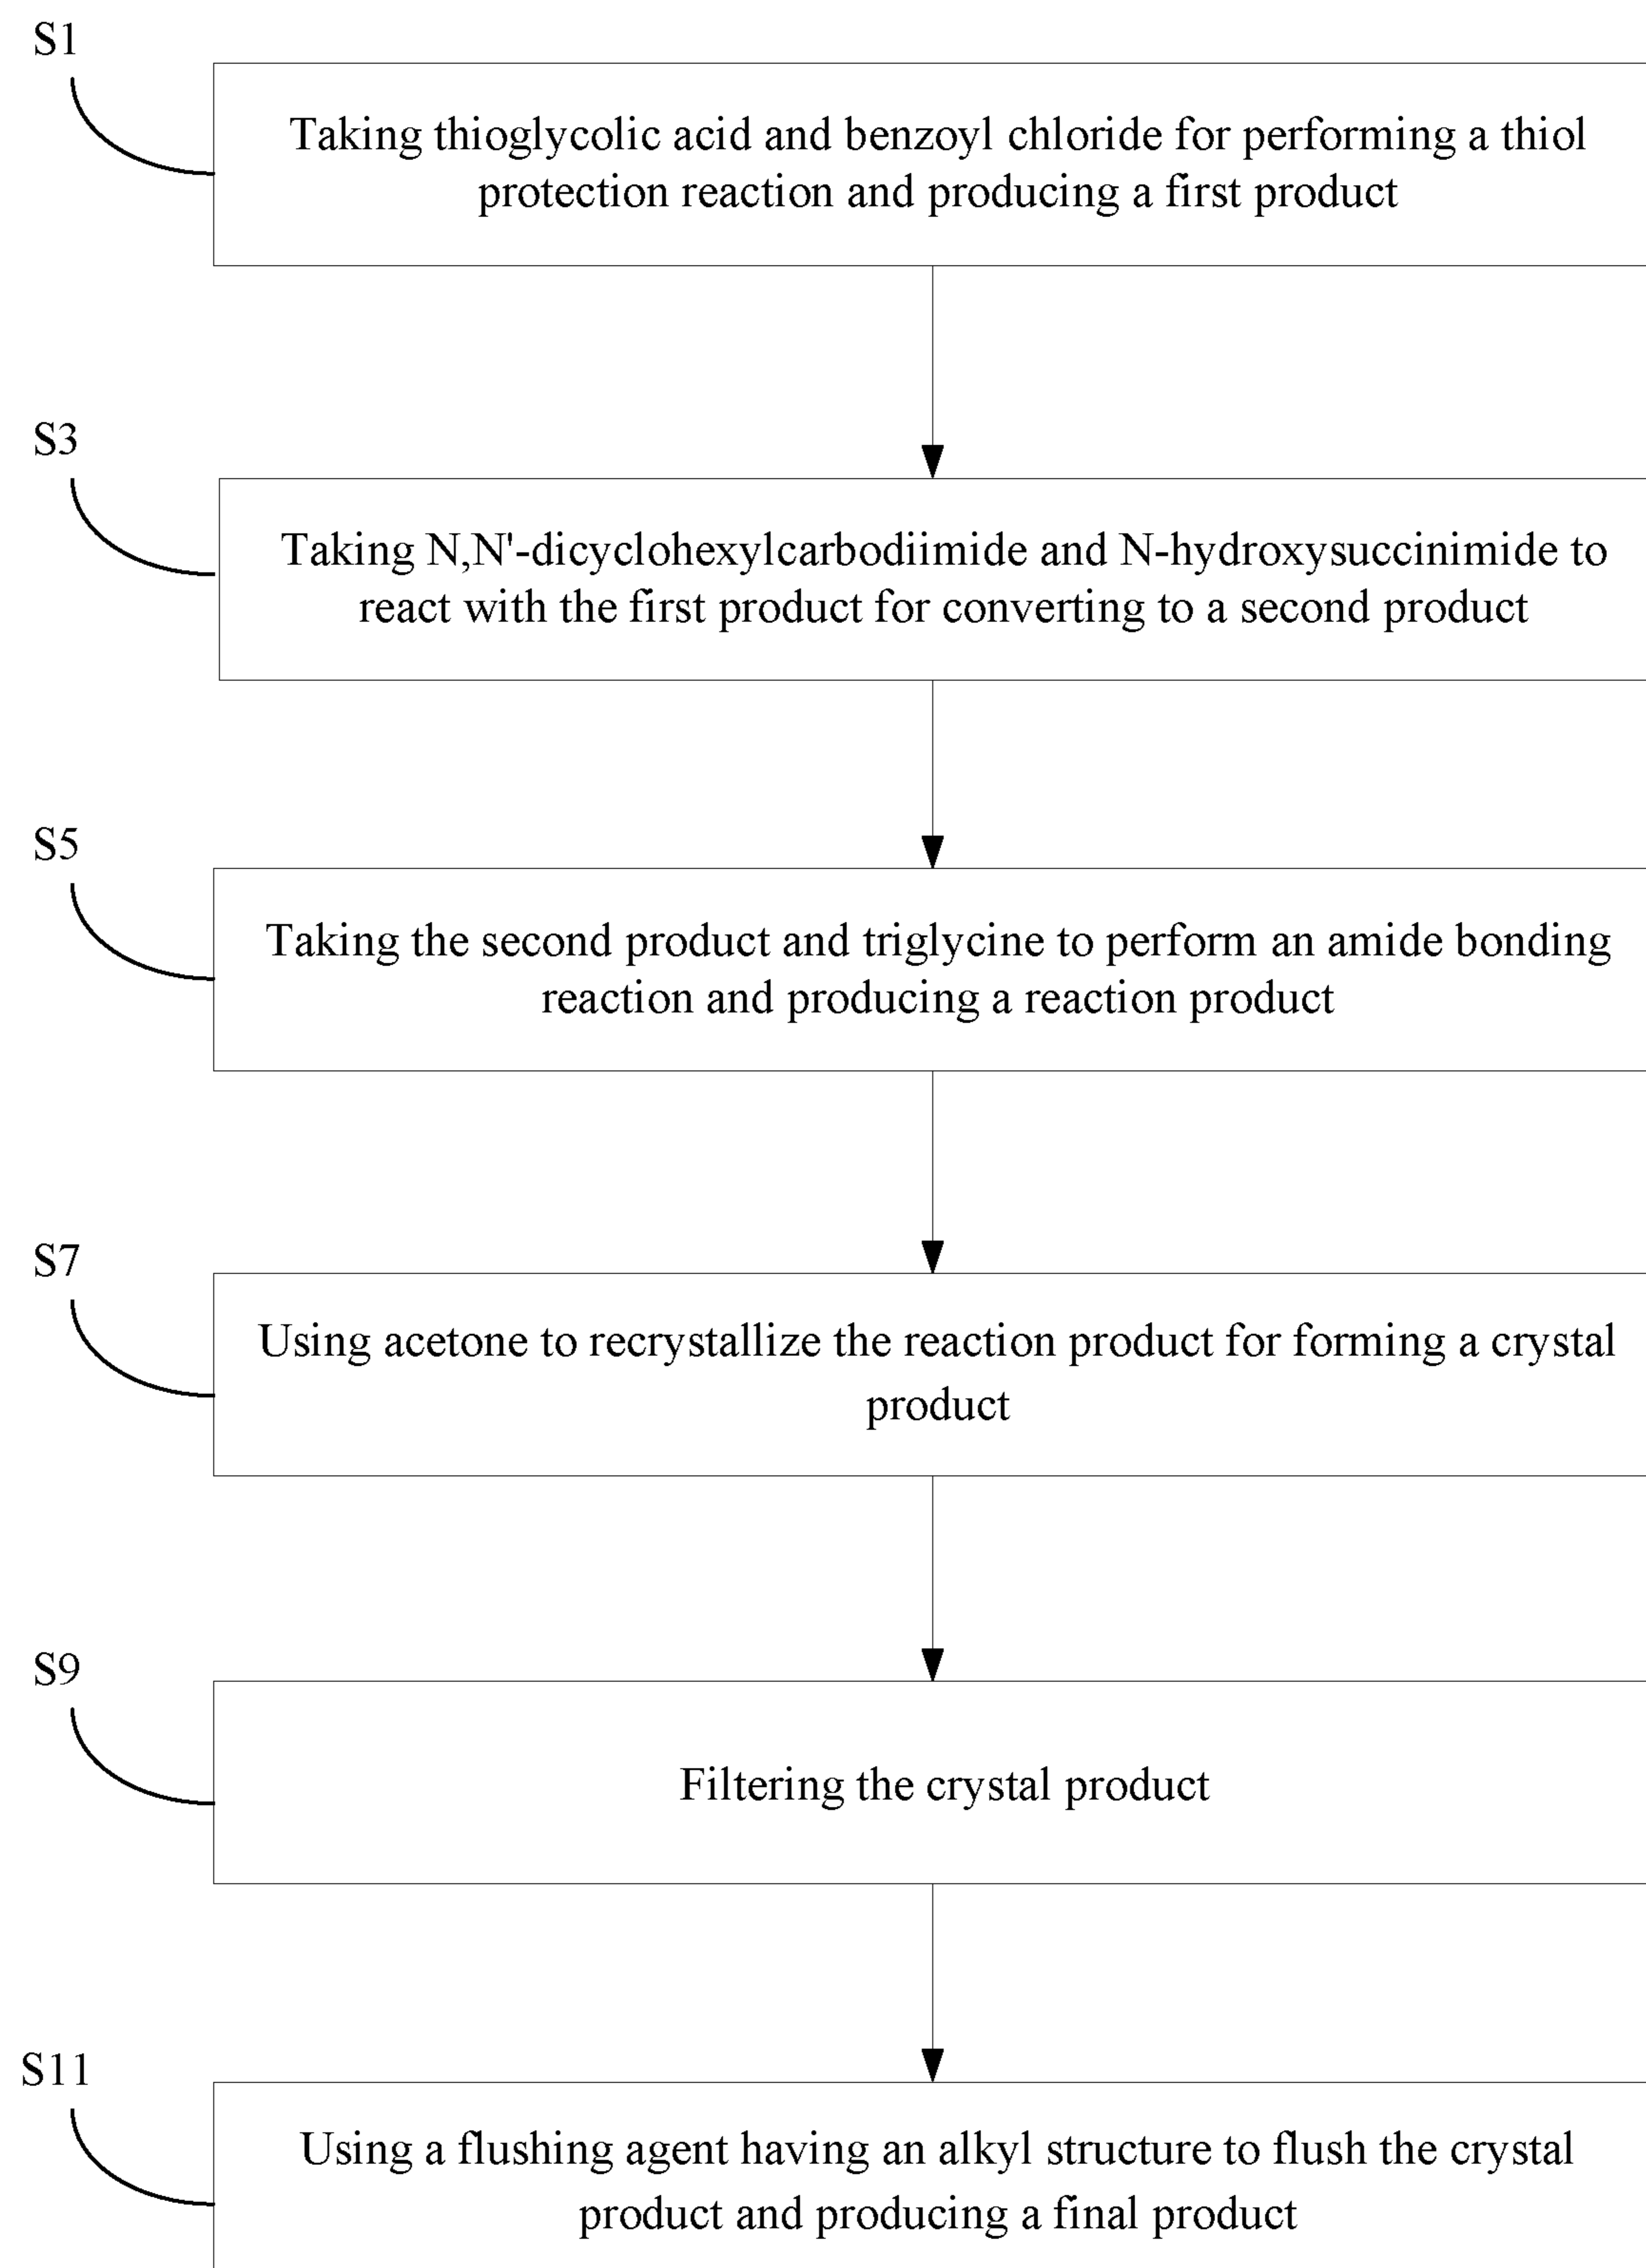 S1
Taking thioglycolic acid and benzoyl chloride for performing a thiol
protection reaction and producing a first product
S3
Taking N,N'-dicyclohexylcarbodiimide and N-hydroxysuccinimide to
react with the first product for converting to a second product
S5
Taking the second product and triglycine to perform an amide bonding
reaction and producing a reaction product
S7
Using acetone to recrystallize the reaction product for forming a crystal
product
S9
Filtering the crystal product
S11
Using a flushing agent having an alkyl structure to flush the crystal
product and producing a final product